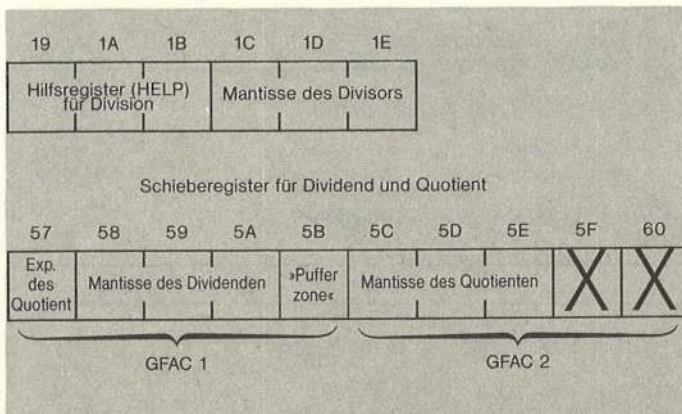 19 1A 1B 1C 1D 1E
Hilfsregister (HELP)
für Division
Mantisse des Divisors
Schieberegister für Dividend und Quotient
57 58 59 5A 5B 5C 5D 5E 5F 60
Exp.
des
Quotient
Mantisse des Dividenden
»Puffer
zone«
Mantisse des Quotienten
X X
GFAC 1 GFAC 2